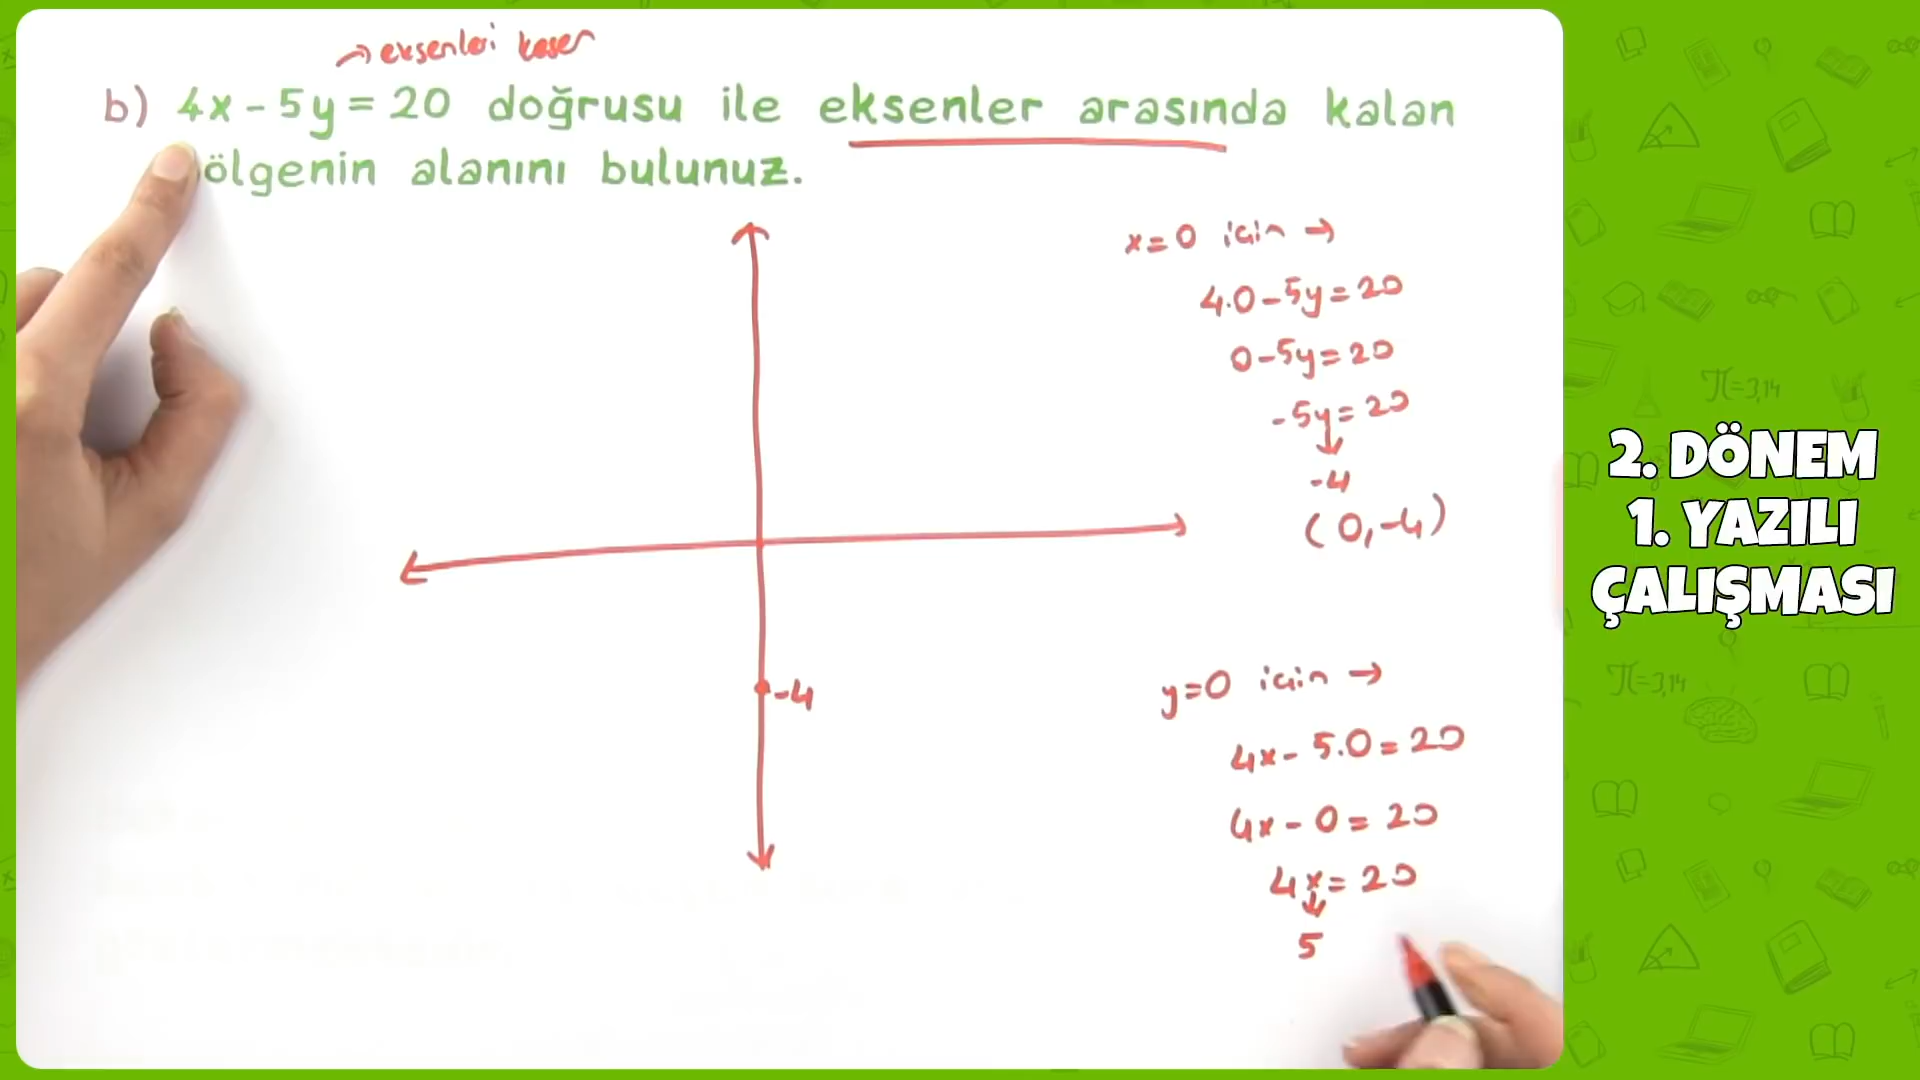 → eksenleri keser
b) 4x - 5y = 20 doğrusu ile eksenler arasında kalan
bölgenin alanını bulunuz.
x=0 için →
4.0-5y=20
0-5y=20
-5y=20
-4
(0,-4)
-4
y=0 için →
4x- 5.0=20
4x- 0= 20
4x= 20
5
2. DÖNEM
1. YAZILI
ÇALIŞMASI
π=3,14
π=3,14